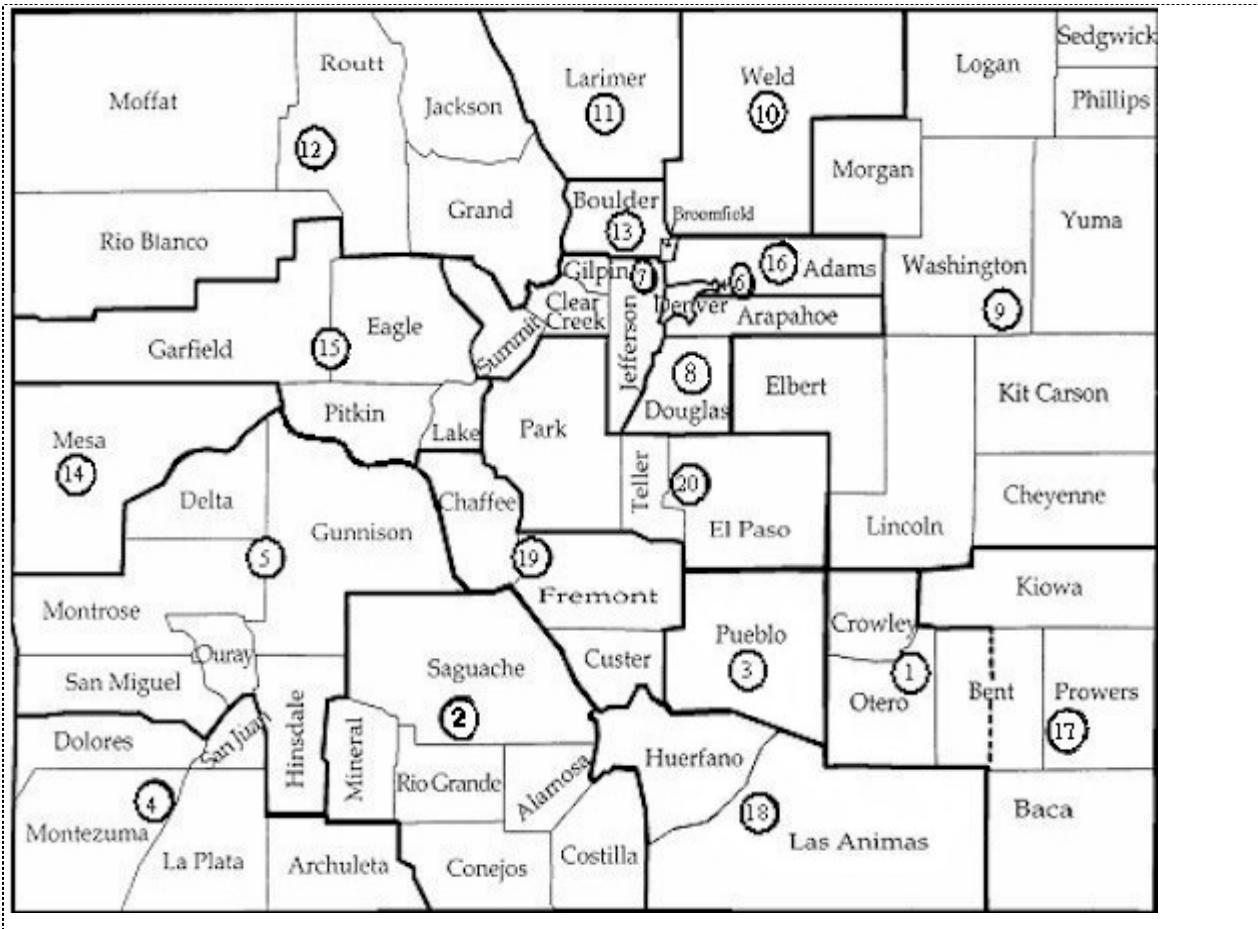 Sedgwick
Routt
Larimer
Weld
Logan
Moffat
Jackson
Phillips
11
10
12
Morgan
Boulder
Grand
Broomfield
Yuma
Rio Blanco
13
Gilpin
7
6
16
Adams
Washington
Clear
Creek
Denver
Arapahoe
9
Eagle
Summit
Jefferson
Garfield
15
8
Elbert
Kit Carson
Pitkin
Douglas
Lake
Park
Mesa
14
Teller
20
Delta
Chaffee
Cheyenne
Gunnison
El Paso
Lincoln
5
19
Fremont
Kiowa
Montrose
Crowley
Pueblo
Ouray
Saguache
Custer
3
1
San Miguel
Bent
Prowers
Otero
2
17
Dolores
San Juan
Hinsdale
Mineral
Huerfano
Rio Grande
Alamosa
4
18
Baca
Montezuma
Las Animas
La Plata
Archuleta
Conejos
Costilla